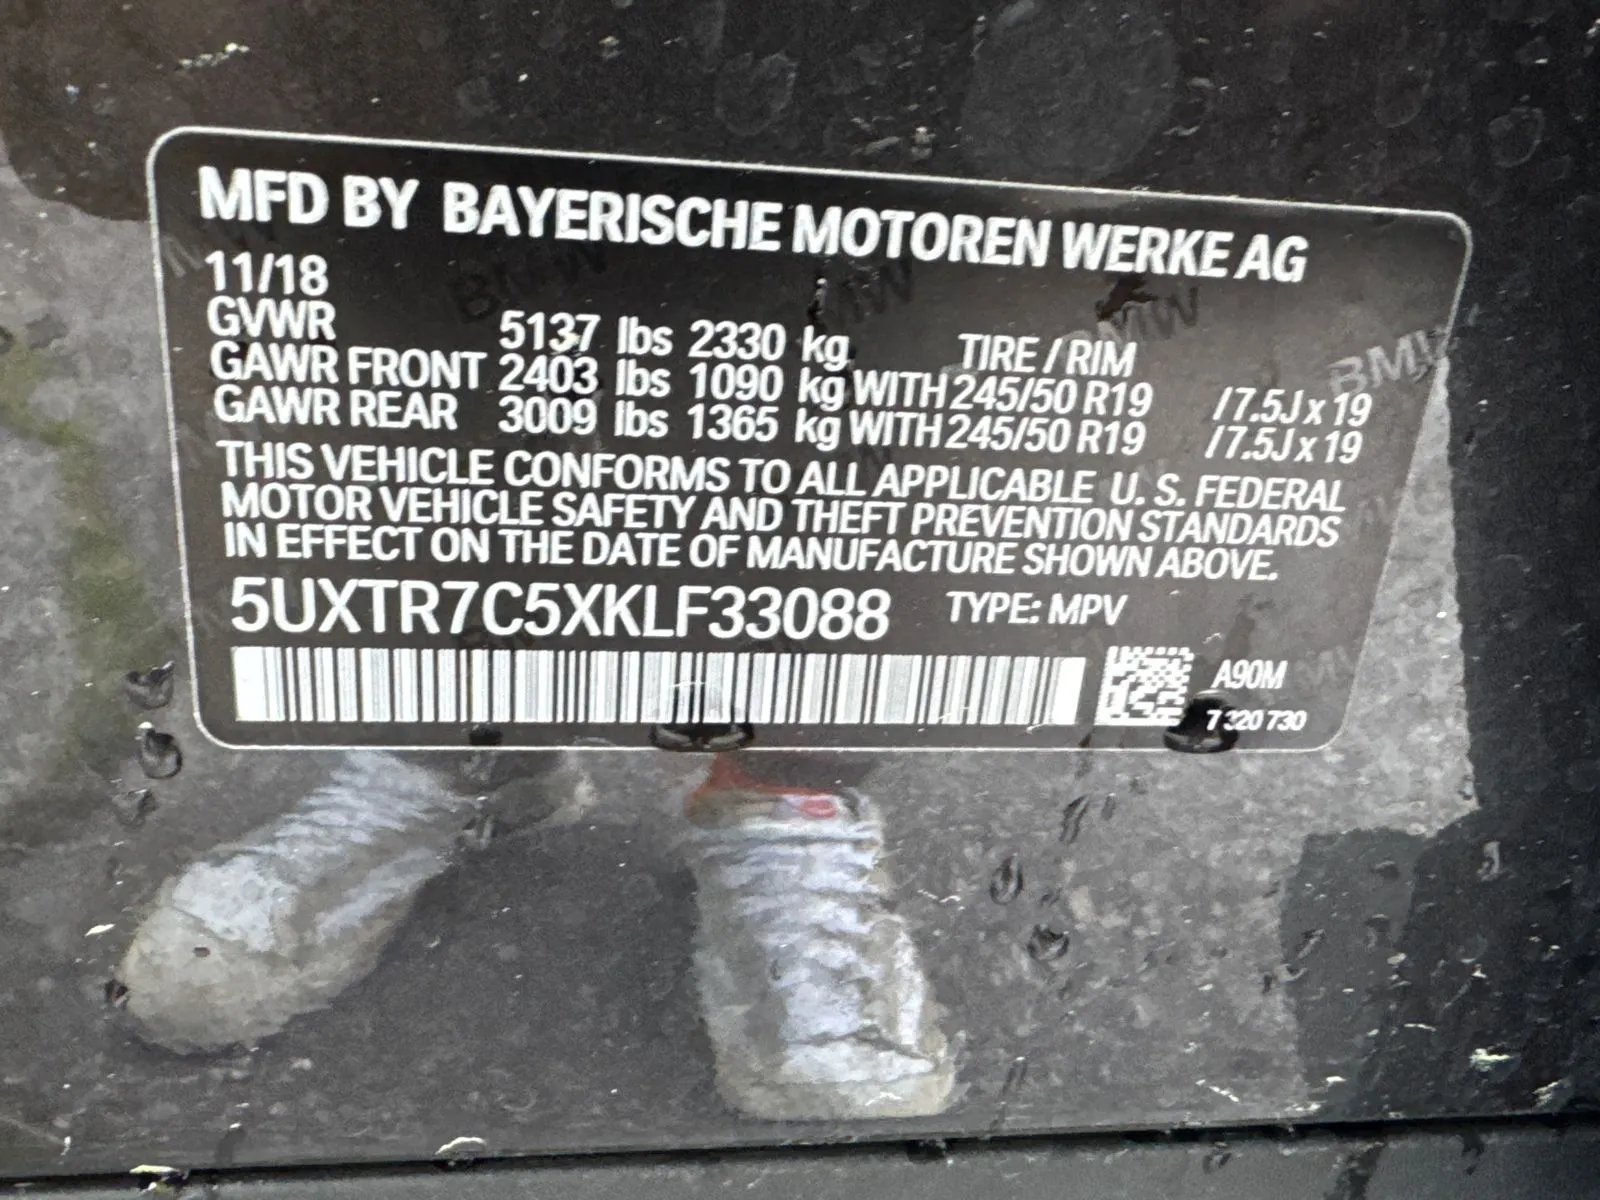 MFD BY BAYERISCHE MOTOREN WERKE AG
11/18
GVWR 5137 lbs 2330 kg TIRE / RIM
GAWR FRONT 2403 lbs 1090 kg WITH 245/50 R19 / 7.5J x 19
GAWR REAR 3009 lbs 1365 kg WITH 245/50 R19 / 7.5J x 19
THIS VEHICLE CONFORMS TO ALL APPLICABLE U. S. FEDERAL
MOTOR VEHICLE SAFETY AND THEFT PREVENTION STANDARDS
IN EFFECT ON THE DATE OF MANUFACTURE SHOWN ABOVE.
5UXTR7C5XKLF33088 TYPE: MPV
A90M
7 320 730